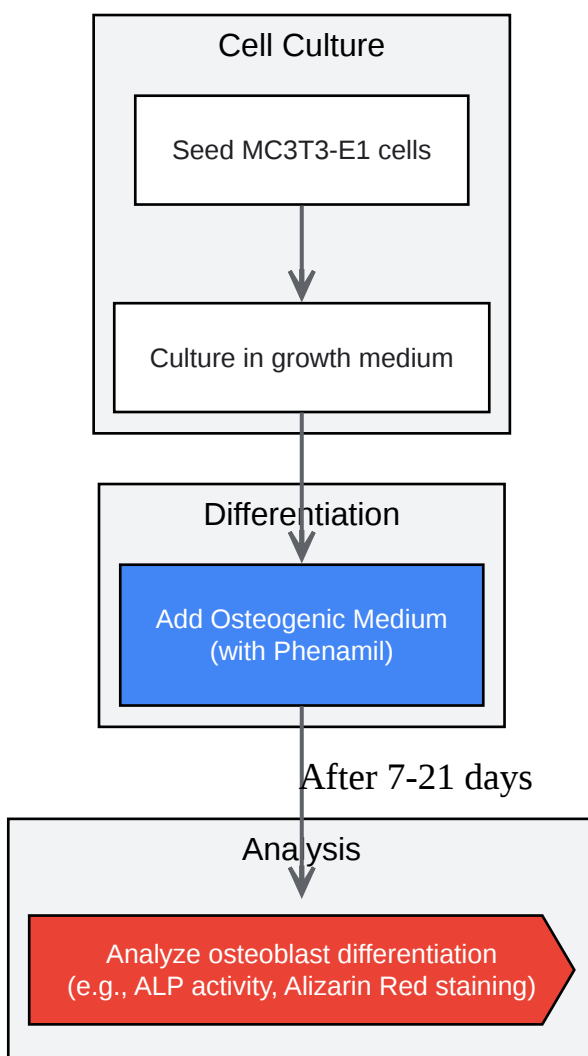 Cell Culture
Seed MC3T3-E1 cells
Culture in growth medium
Differentiation
Add Osteogenic Medium
(with Phenamil)
After 7-21 days
Analysis
Analyze osteoblast differentiation
(e.g., ALP activity, Alizarin Red staining)